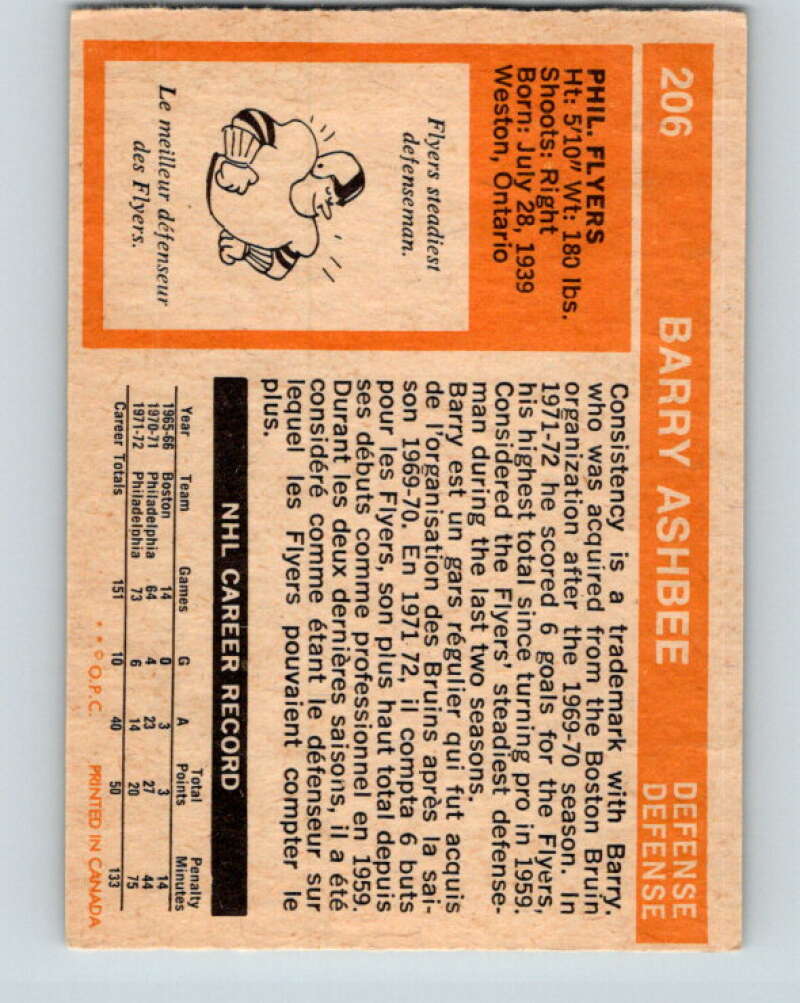 206 BARRY ASHBEE DEFENSE
DEFENSE
PHIL. FLYERS
Ht: 5'10" Wt: 180 lbs.
Shoots: Right
Born: July 28, 1939
Weston, Ontario
Flyers steadiest
defenseman.
Le meilleur défenseur
des Flyers.
Consistency is a trademark with Barry.
who was acquired from the Boston Bruin
organization after the 1969-70 season. In
1971-72 he scored 6 goals for the Flyers,
his highest total since turning pro in 1959.
Considered the Flyers' steadiest defense-
man during the last two seasons.
Barry est un gars régulier qui fut acquis
de l'organisation des Bruins après la sai-
son 1969-70. En 1971 72, il compta 6 buts
pour les Flyers, son plus haut total depuis
ses débuts comme professionnel en 1959.
Durant les deux dernières saisons, il a été
considéré comme étant le défenseur sur
lequel les Flyers pouvaient compter le
plus.
NHL CAREER RECORD
Year Team Games G A Total Points Penalty Minutes
1965-66 Boston 14 0 3 3 14
1970-71 Philadelphia 64 4 23 27 44
1971-72 Philadelphia 73 6 14 20 75
Career Totals 151 10 40 50 133
* * © O.P.C. PRINTED IN CANADA